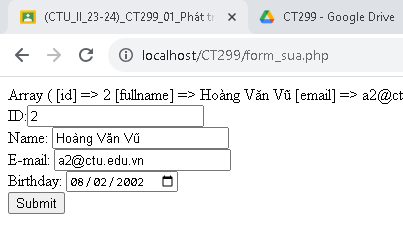 (CTU_II_23-24)_CT299_01_Phát tr
CT299 - Google Drive
localhost/CT299/form_sua.php
Array ( [id] => 2 [fullname] => Hoàng Văn Vũ [email] => a2@ct
ID: 2
Name: Hoàng Văn Vũ
E-mail: a2@ctu.edu.vn
Birthday: 08/02/2002
Submit